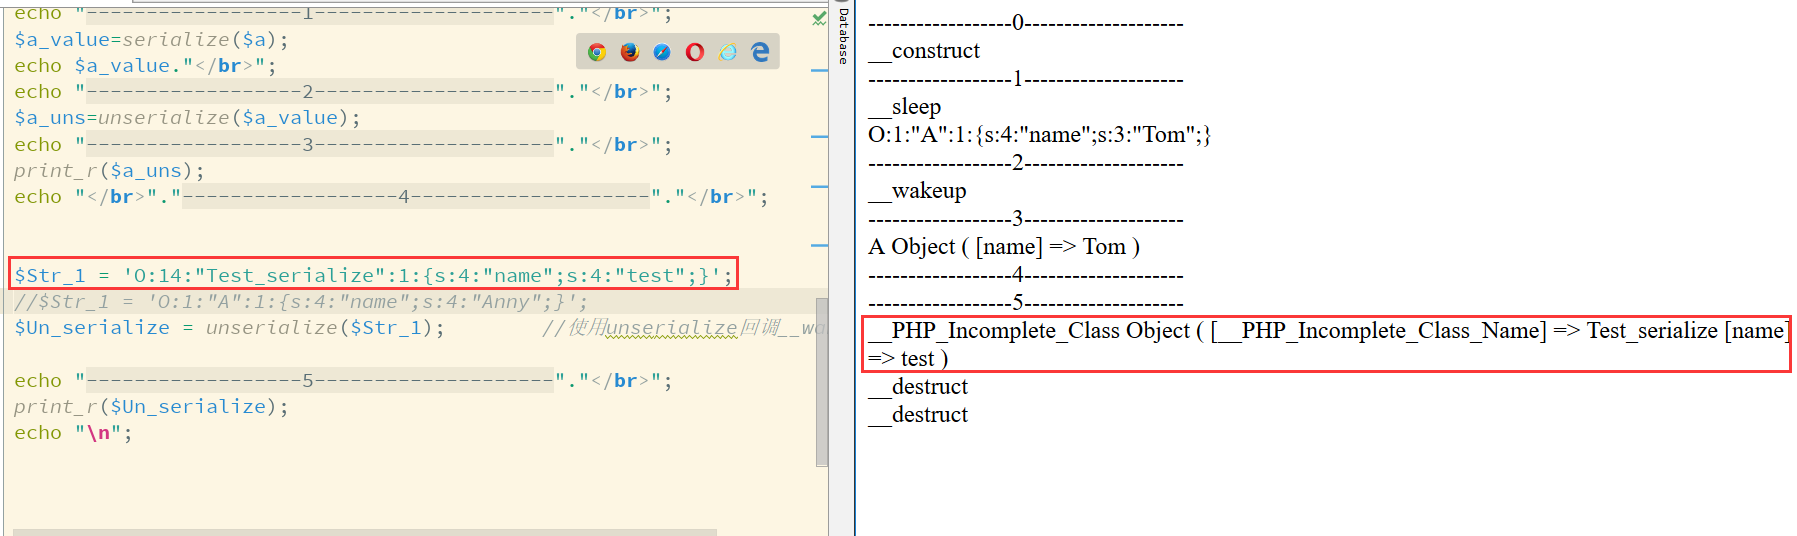 echo "------------------1--------------------"."</br>";
$a_value=serialize($a);
echo $a_value."</br>";
echo "------------------2--------------------"."</br>";
$a_uns=unserialize($a_value);
echo "------------------3--------------------"."</br>";
print_r($a_uns);
echo "</br>"."------------------4--------------------"."</br>";
$Str_1 = 'O:14:"Test_serialize":1:{s:4:"name";s:4:"test";}';
//$Str_1 = 'O:1:"A":1:{s:4:"name";s:4:"Anny";}';
$Un_serialize = unserialize($Str_1); //使用unserialize回调__wa
echo "------------------5--------------------"."</br>";
print_r($Un_serialize);
echo "\n";
Database
------------------0--------------------
__construct
------------------1--------------------
__sleep
O:1:"A":1:{s:4:"name";s:3:"Tom";}
------------------2--------------------
__wakeup
------------------3--------------------
A Object ( [name] => Tom )
------------------4--------------------
------------------5--------------------
__PHP_Incomplete_Class Object ( [__PHP_Incomplete_Class_Name] => Test_serialize [name]
=> test )
__destruct
__destruct